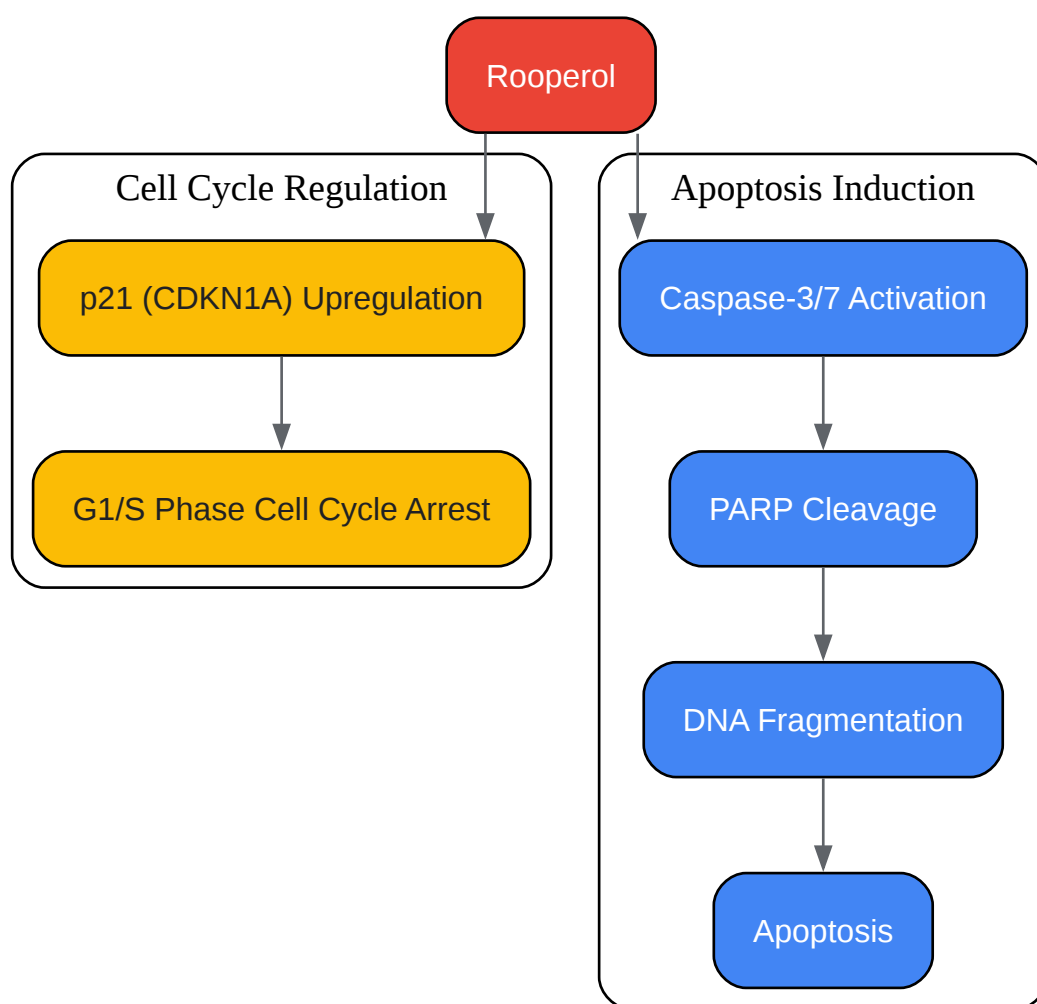 Rooperol
Cell Cycle Regulation
p21 (CDKN1A) Upregulation
G1/S Phase Cell Cycle Arrest
Apoptosis Induction
Caspase-3/7 Activation
PARP Cleavage
DNA Fragmentation
Apoptosis